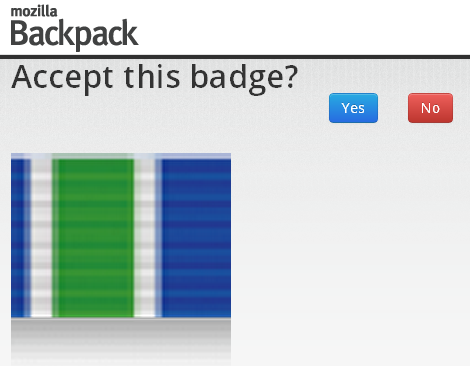 mozilla
Backpack
Accept this badge?
Yes
No